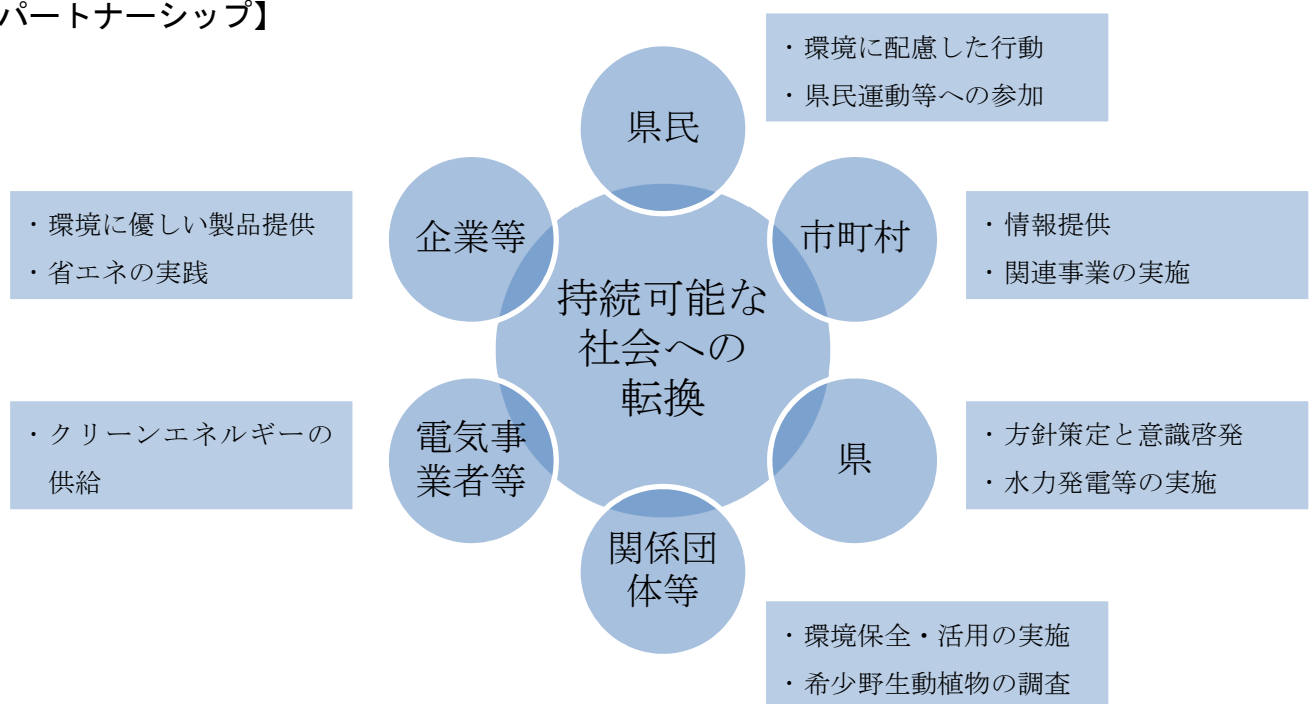 パートナーシップ】
・環境に配慮した行動
・県民運動等への参加
県民
・環境に優しい製品提供
・省エネの実践
企業等
市町村
・情報提供
・関連事業の実施
持続可能な
社会への
転換
・クリーンエネルギーの
供給
電気事
業者等
県
・方針策定と意識啓発
・水力発電等の実施
関係団
体等
・環境保全・活用の実施
・希少野生動植物の調査